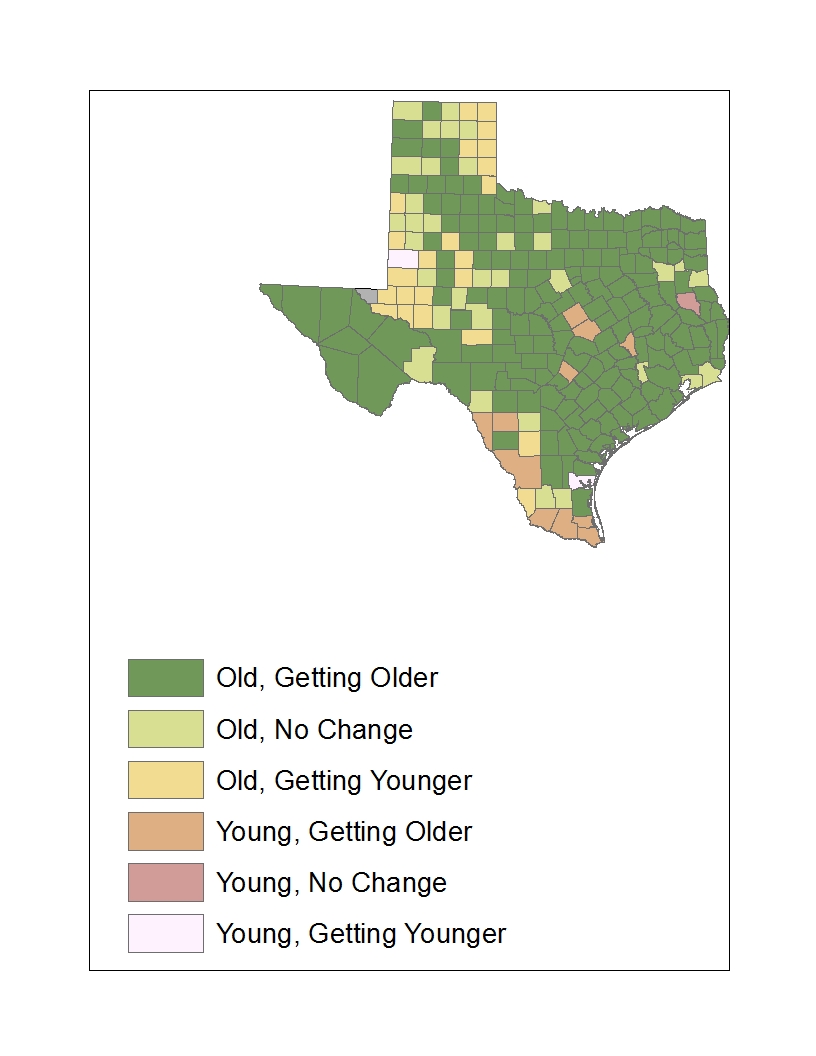 Old, Getting Older
Old, No Change
Old, Getting Younger
Young, Getting Older
Young, No Change
Young, Getting Younger